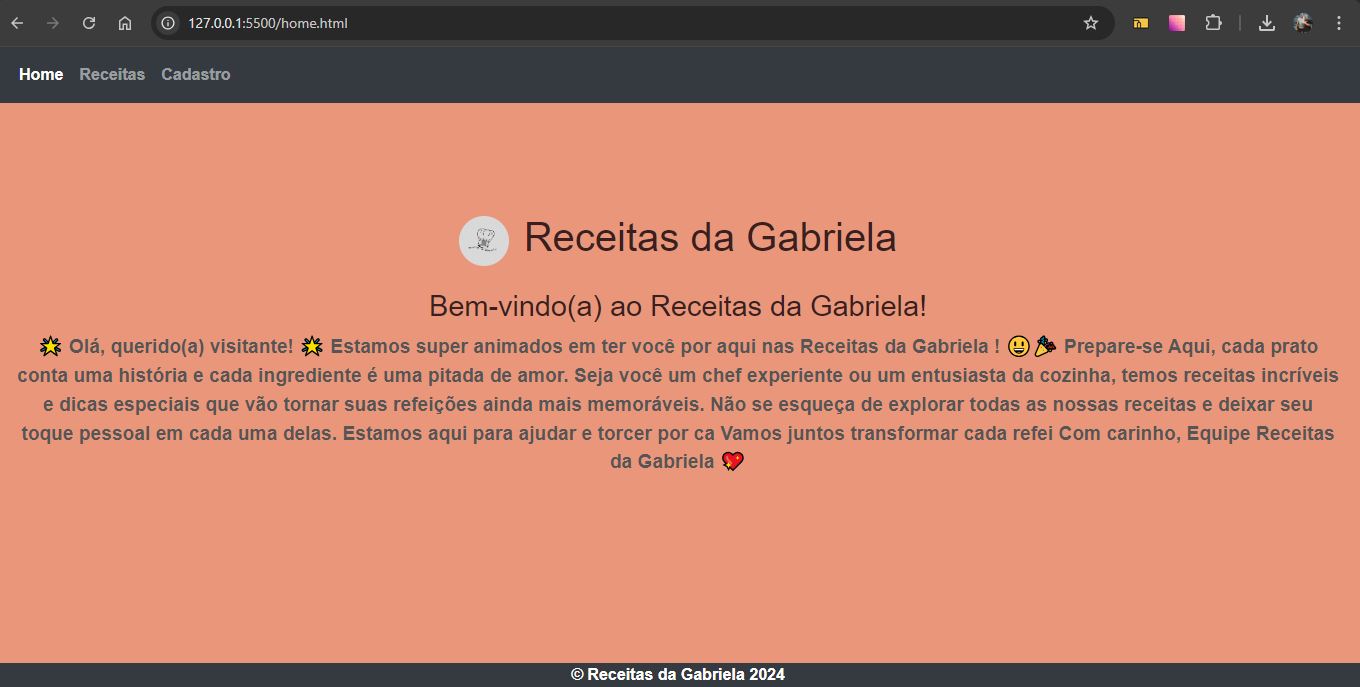 127.0.0.1:5500/home.html
Home Receitas Cadastro
Receitas da Gabriela
Bem-vindo(a) ao Receitas da Gabriela!
🌟 Olá, querido(a) visitante! 🌟 Estamos super animados em ter você por aqui nas Receitas da Gabriela ! 😃🎉 Prepare-se Aqui, cada prato
conta uma história e cada ingrediente é uma pitada de amor. Seja você um chef experiente ou um entusiasta da cozinha, temos receitas incríveis
e dicas especiais que vão tornar suas refeições ainda mais memoráveis. Não se esqueça de explorar todas as nossas receitas e deixar seu
toque pessoal em cada uma delas. Estamos aqui para ajudar e torcer por ca Vamos juntos transformar cada refei Com carinho, Equipe Receitas
da Gabriela 💖
© Receitas da Gabriela 2024